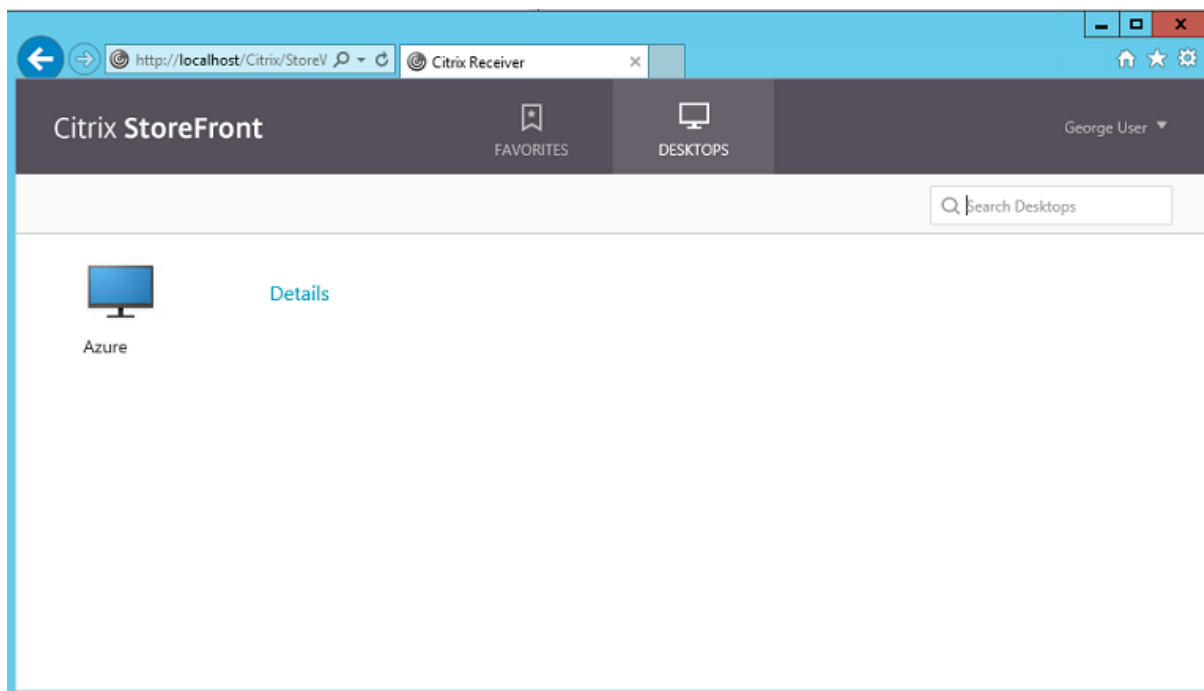 http://localhost/Citrix/StoreV
Citrix Receiver
Citrix StoreFront
FAVORITES
DESKTOPS
George User
Search Desktops
Details
Azure